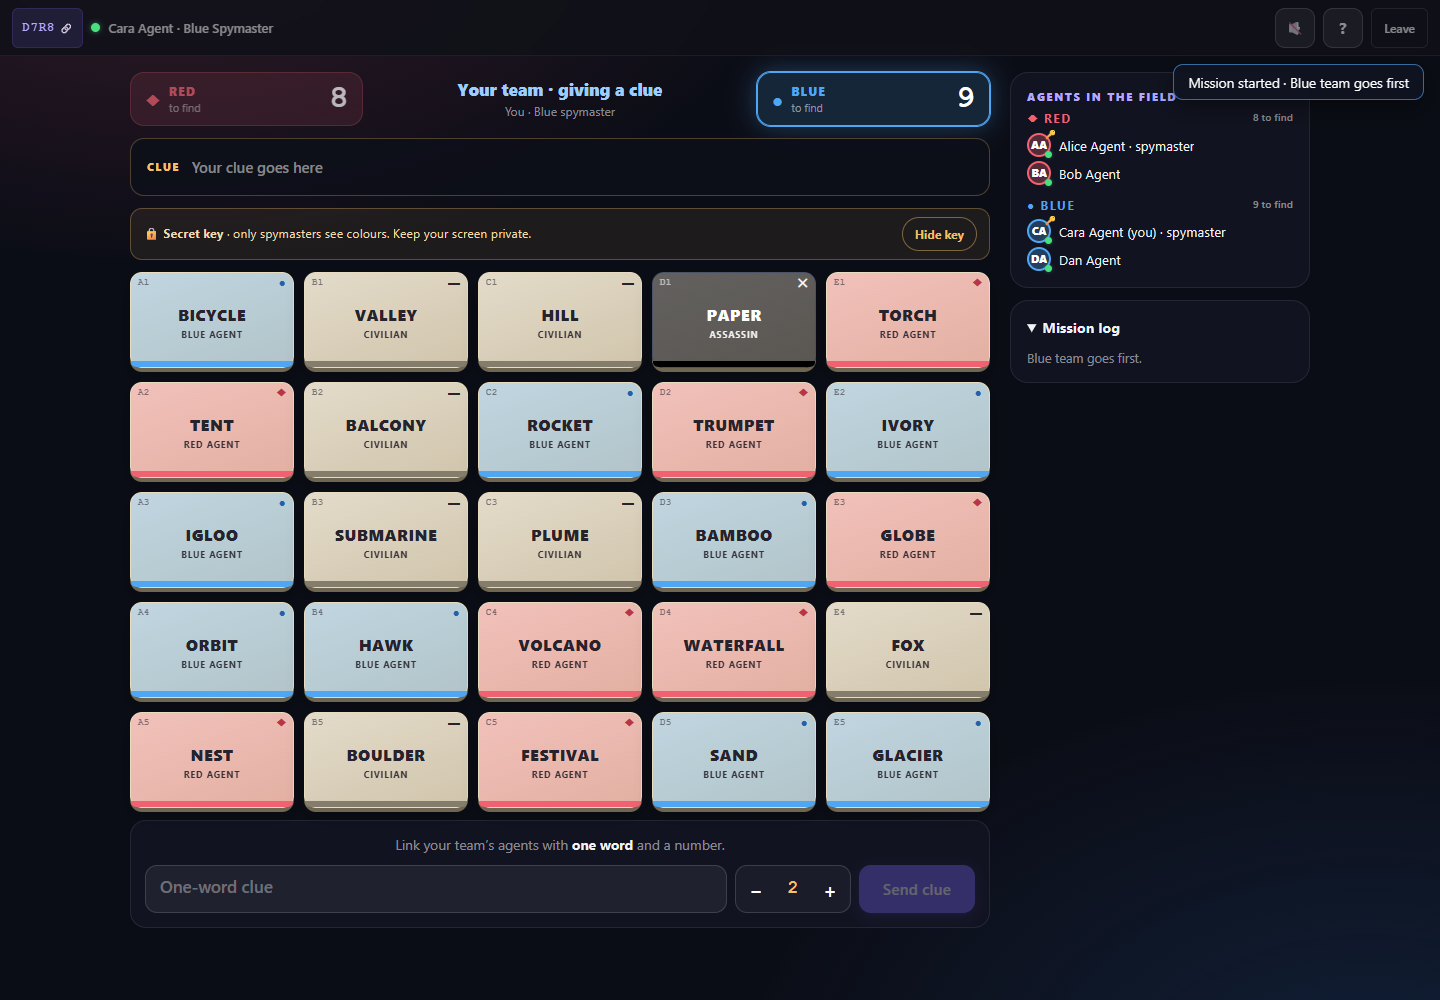 D7R8
Cara Agent · Blue Spymaster
?
Leave
RED
to find
8
Your team · giving a clue
You · Blue spymaster
BLUE
to find
9
Mission started · Blue team goes first
CLUE Your clue goes here
Secret key · only spymasters see colours. Keep your screen private.
Hide key
A1
BICYCLE
BLUE AGENT
B1
VALLEY
CIVILIAN
C1
HILL
CIVILIAN
D1
PAPER
ASSASSIN
E1
TORCH
RED AGENT
A2
TENT
RED AGENT
B2
BALCONY
CIVILIAN
C2
ROCKET
BLUE AGENT
D2
TRUMPET
RED AGENT
E2
IVORY
BLUE AGENT
A3
IGLOO
BLUE AGENT
B3
SUBMARINE
CIVILIAN
C3
PLUME
CIVILIAN
D3
BAMBOO
BLUE AGENT
E3
GLOBE
RED AGENT
A4
ORBIT
BLUE AGENT
B4
HAWK
BLUE AGENT
C4
VOLCANO
RED AGENT
D4
WATERFALL
RED AGENT
E4
FOX
CIVILIAN
A5
NEST
RED AGENT
B5
BOULDER
CIVILIAN
C5
FESTIVAL
RED AGENT
D5
SAND
BLUE AGENT
E5
GLACIER
BLUE AGENT
Link your team's agents with one word and a number.
One-word clue
− 2 +
Send clue
AGENTS IN THE FIELD
RED
8 to find
AA Alice Agent · spymaster
BA Bob Agent
BLUE
9 to find
CA Cara Agent (you) · spymaster
DA Dan Agent
Mission log
Blue team goes first.